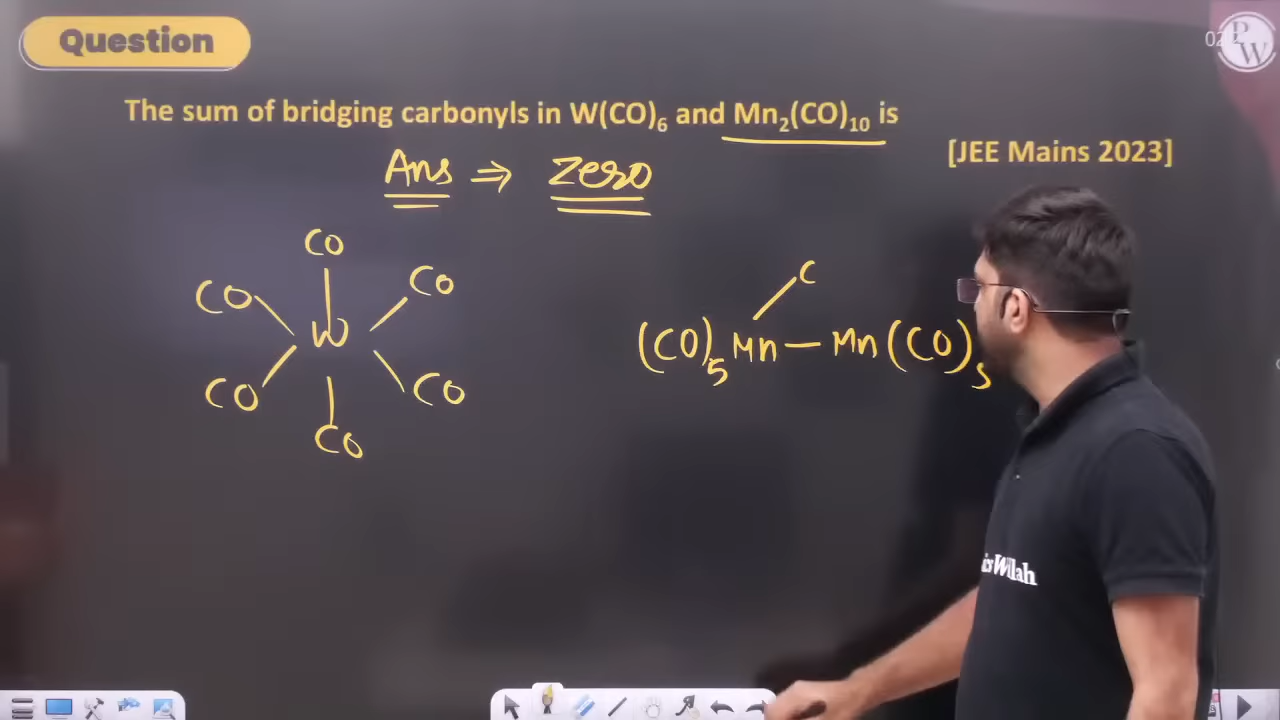 Question
The sum of bridging carbonyls in W(CO)₆ and Mn₂(CO)₁₀ is
[JEE Mains 2023]
Ans ⇒ Zero
CO
CO
CO
W
CO
CO
CO
C
(CO)₅Mn—Mn(CO)₅
PW